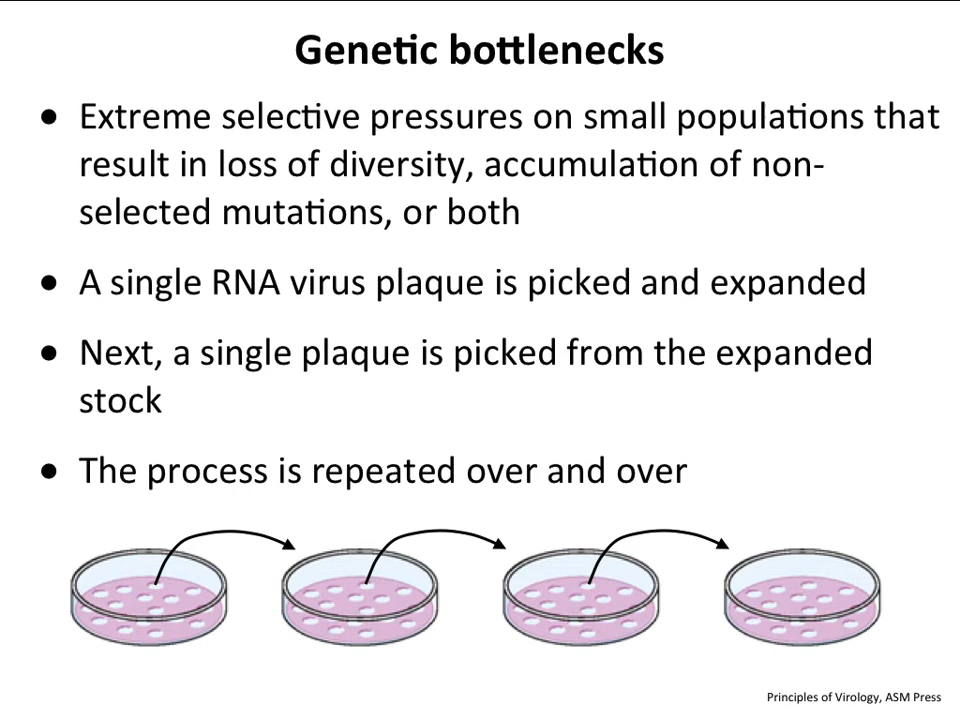 Genetic bottlenecks
• Extreme selective pressures on small populations that
result in loss of diversity, accumulation of non-
selected mutations, or both
• A single RNA virus plaque is picked and expanded
• Next, a single plaque is picked from the expanded
stock
• The process is repeated over and over
Principles of Virology, ASM Press